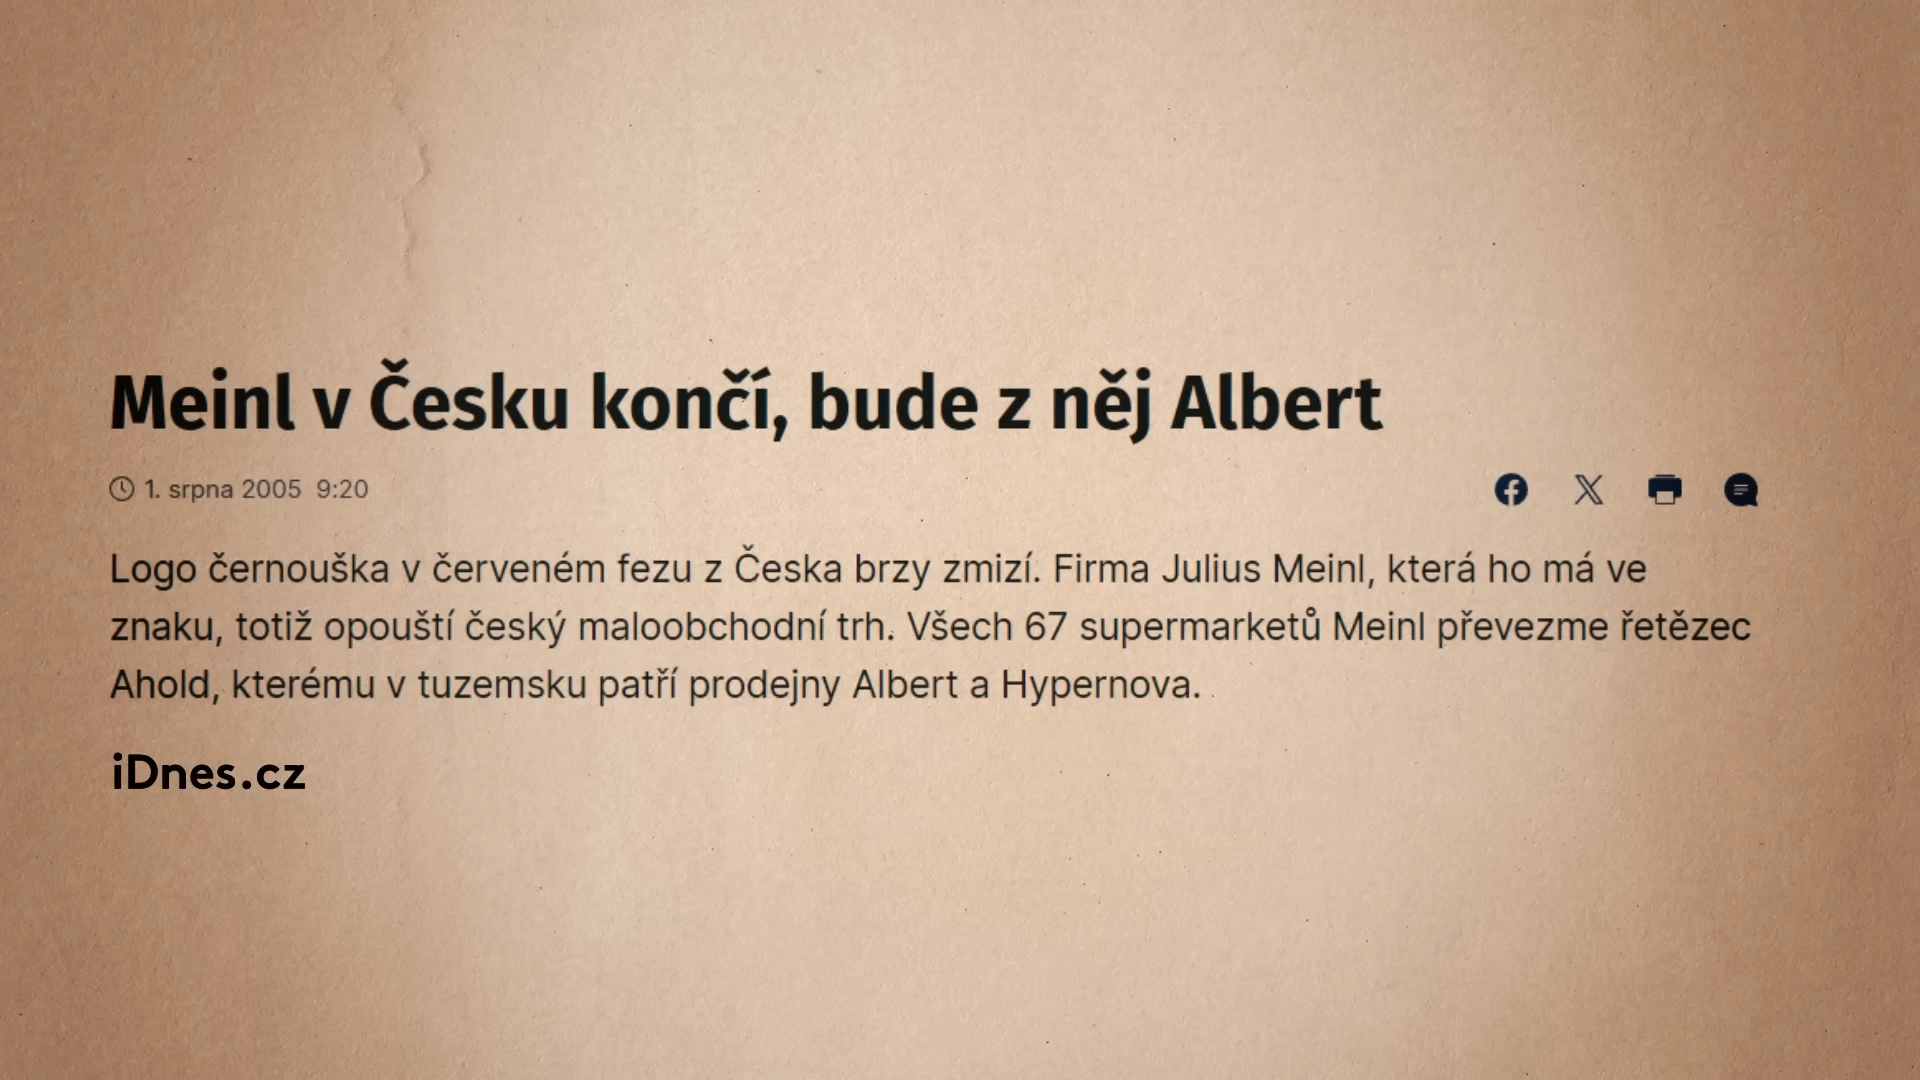 Meinl v Česku končí, bude z něj Albert
1. srpna 2005 9:20
Logo černouška v červeném fezu z Česka brzy zmizí. Firma Julius Meinl, která ho má ve
znaku, totiž opouští český maloobchodní trh. Všech 67 supermarketů Meinl převezme řetězec
Ahold, kterému v tuzemsku patří prodejny Albert a Hypernova.
iDnes.cz